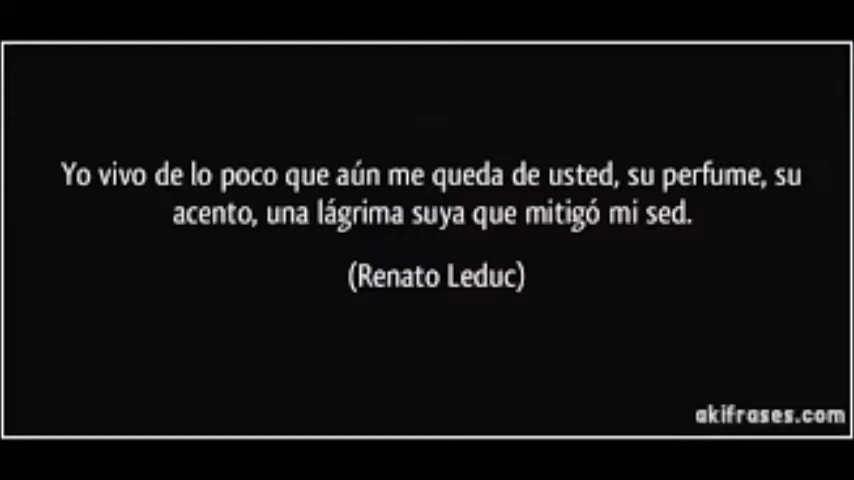 Yo vivo de lo poco que aún me queda de usted, su perfume, su
acento, una lágrima suya que mitigó mi sed.
(Renato Leduc)
akifrases.com